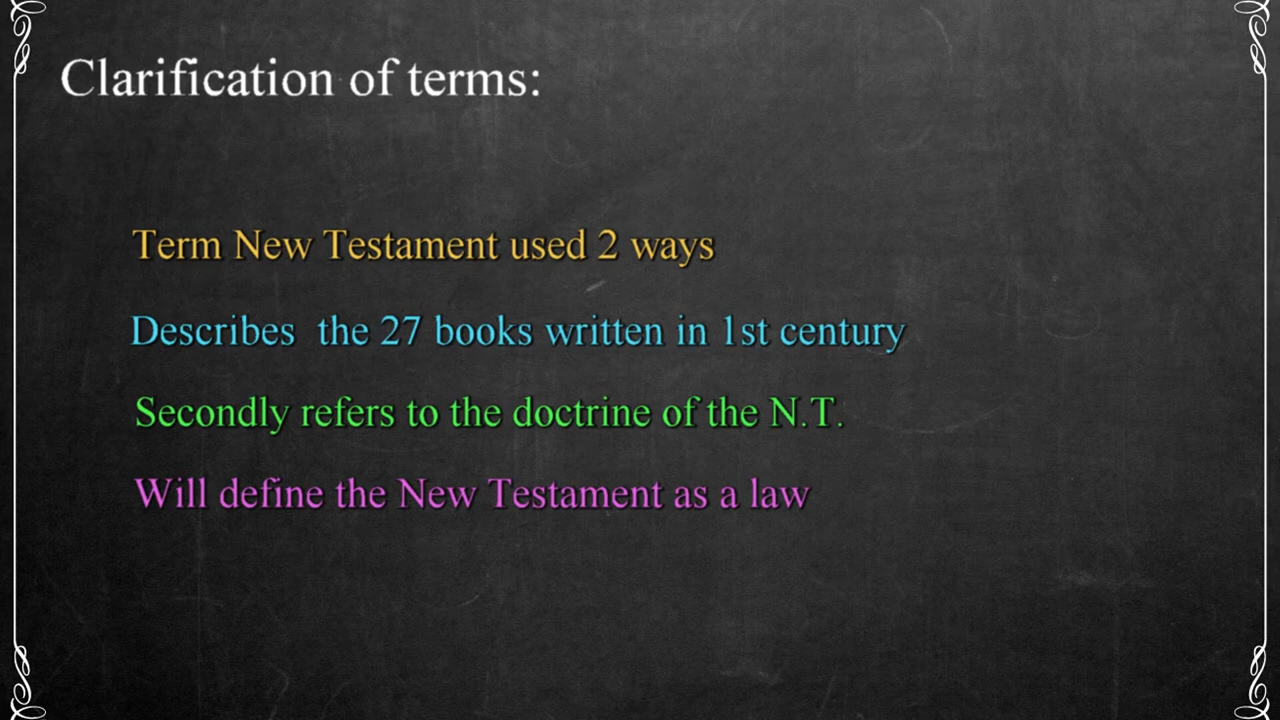 Clarification of terms:
Term New Testament used 2 ways
Describes  the 27 books written in 1st century
Secondly refers to the doctrine of the N.T.
Will define the New Testament as a law